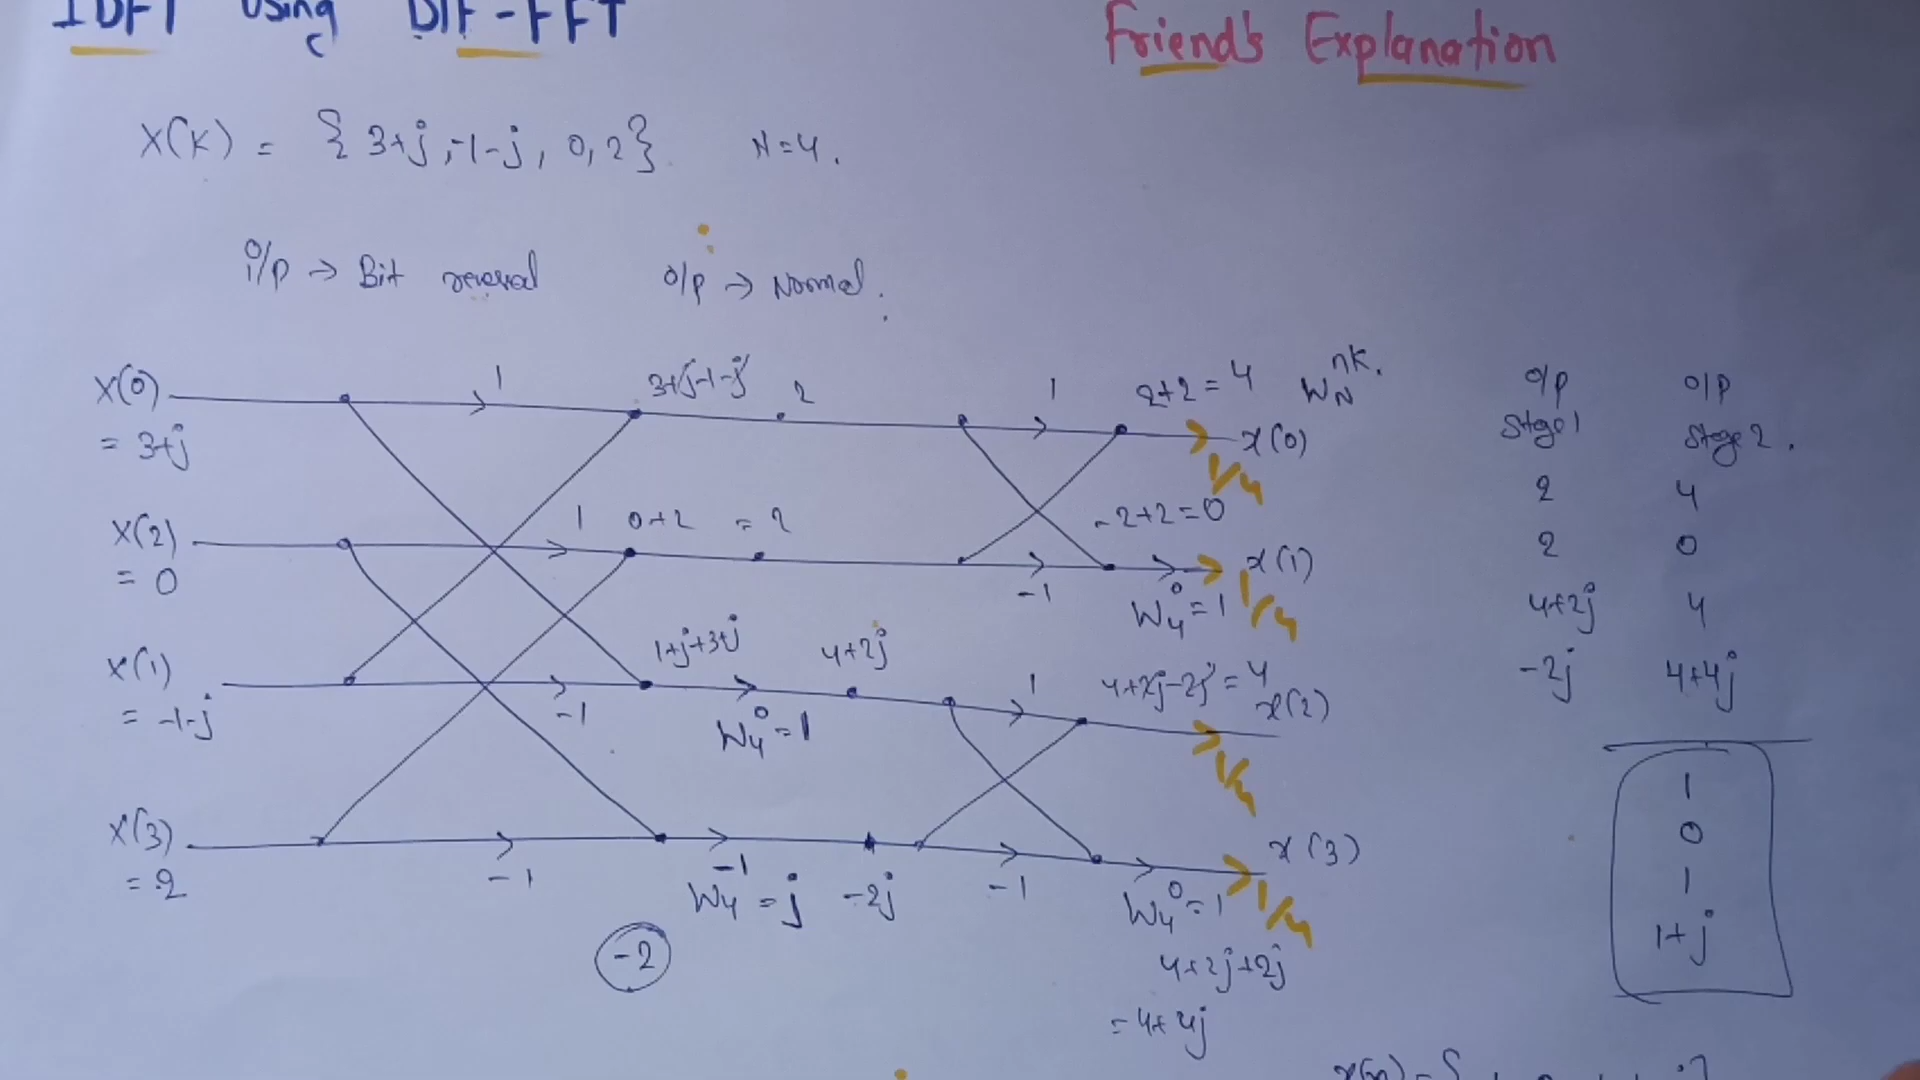 IDFT using DIF-FFT
Friend's Explanation
X(K) = { 3+j, -1-j, 0, 2 } N=4.
i/p → Bit reversal o/p → Normal.
X(0) = 3+j
1
3+j-1-j
2
1
2+2 = 4
W_N^nk.
x(0)
1/4
X(2) = 0
1
0+2 = 2
-2+2=0
-1
W_4^0=1
x(1)
1/4
X(1) = -1-j
-1
1+j+3+j
W_4^0=1
4+2j
1
4+2j-2j = 4
x(2)
1/4
X(3) = 2
-1
W_4^-1 = j
-2j
-1
W_4^0=1
x(3)
1/4
-2
4+2j+2j
= 4+4j
o/p stage 1
2
2
4+2j
-2j
o/p stage 2.
4
0
4
4+4j
1
0
1
1+j